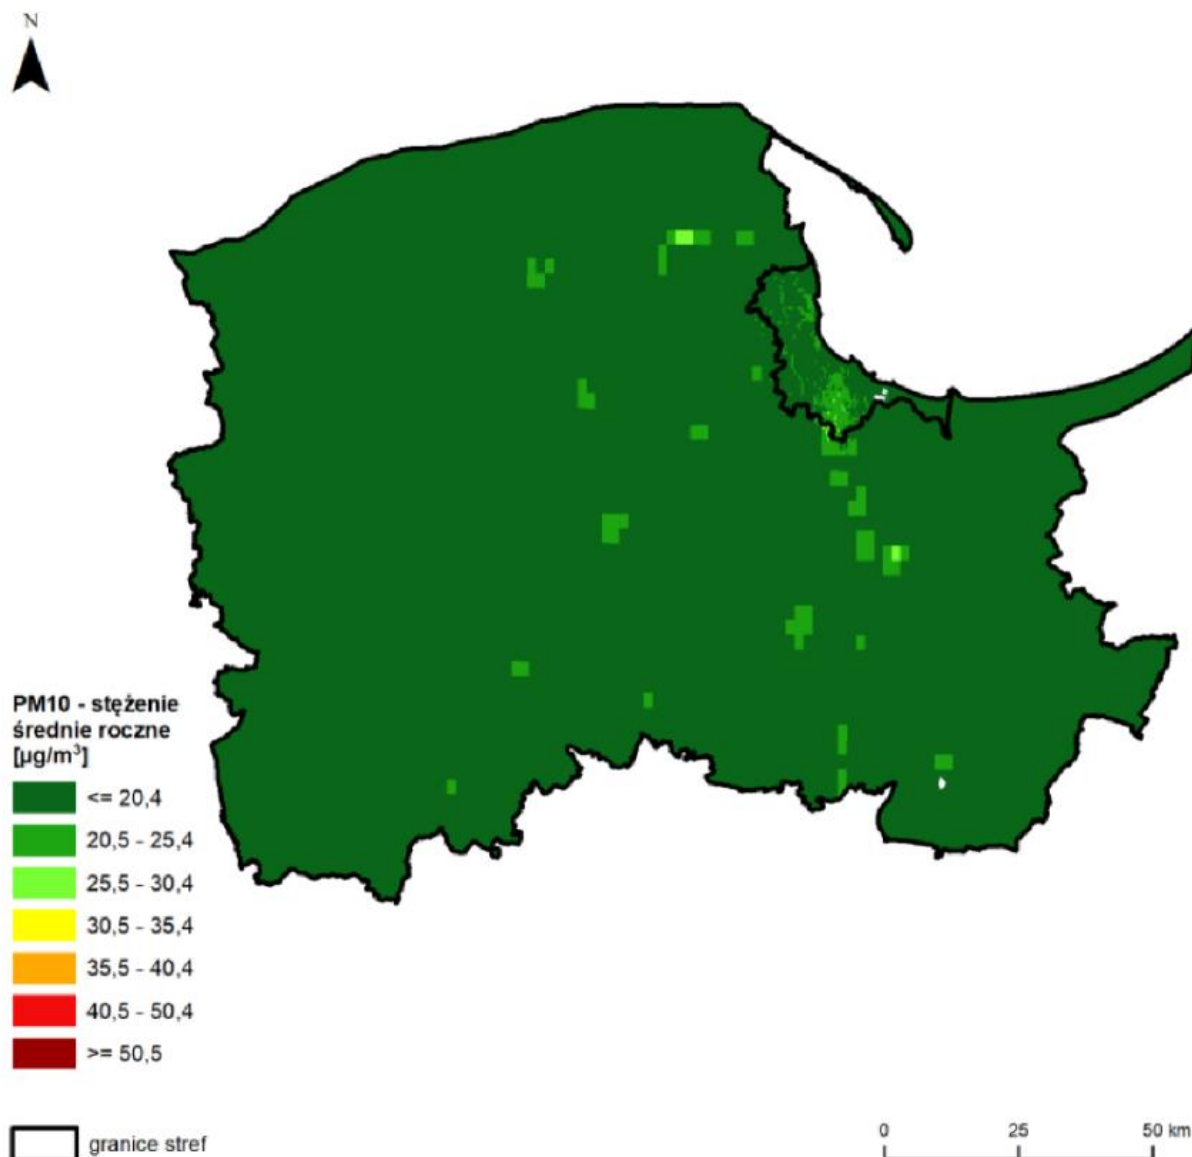 N
PM10 - stężenie
średnie roczne
[µg/m³]
<= 20,4
20,5 - 25,4
25,5 - 30,4
30,5 - 35,4
35,5 - 40,4
40,5 - 50,4
>= 50,5
granice stref
0 25 50 km